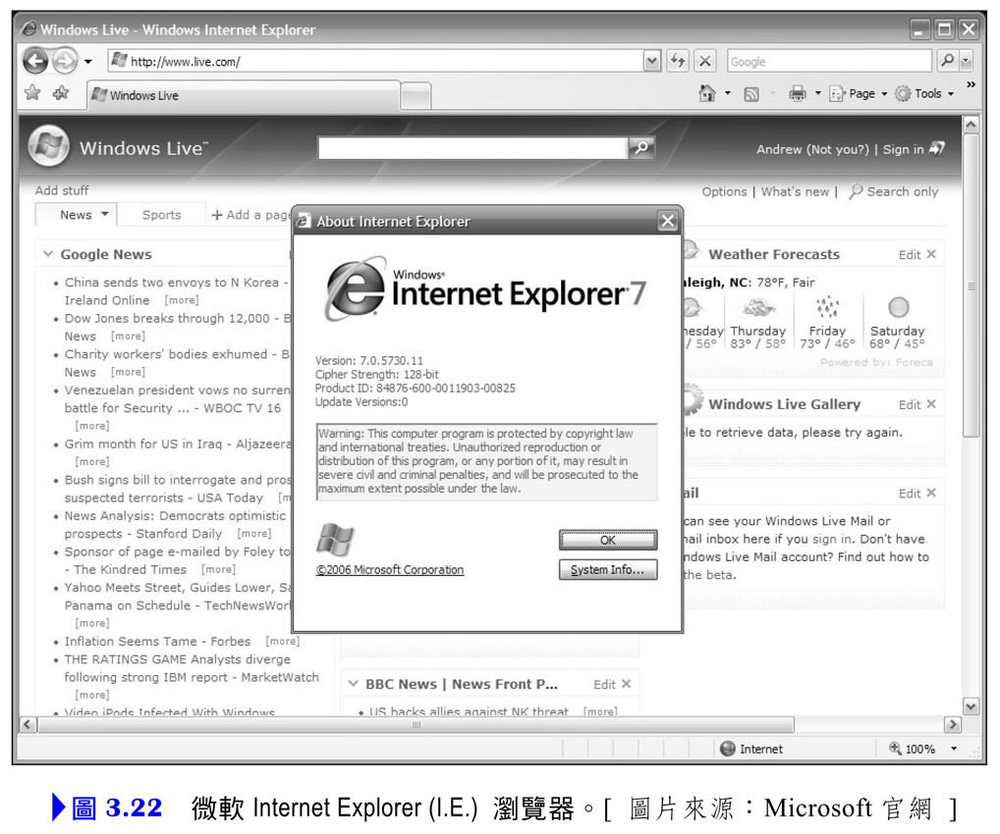 Windows Live - Windows Internet Explorer
http://www.live.com/
Google
Windows Live
Page
Tools
»
Windows Live™
Andrew (Not you?) | Sign in
Add stuff
Options | What's new | Search only
News
Sports
+ Add a page
About Internet Explorer
Windows®
Internet Explorer 7
Version: 7.0.5730.11
Cipher Strength: 128-bit
Product ID: 84876-600-0011903-00825
Update Versions:0
Warning: This computer program is protected by copyright law
and international treaties. Unauthorized reproduction or
distribution of this program, or any portion of it, may result in
severe civil and criminal penalties, and will be prosecuted to the
maximum extent possible under the law.
OK
©2006 Microsoft Corporation
System Info...
Google News
China sends two envoys to N Korea -
Ireland Online [more]
Dow Jones breaks through 12,000 - B
News [more]
Charity workers' bodies exhumed - B
News [more]
Venezuelan president vows no surren
battle for Security ... - WBOC TV 16
[more]
Grim month for US in Iraq - Aljazeera
[more]
Bush signs bill to interrogate and pros
suspected terrorists - USA Today [m
News Analysis: Democrats optimistic
prospects - Stanford Daily [more]
Sponsor of page e-mailed by Foley to
- The Kindred Times [more]
Yahoo Meets Street, Guides Lower, Sa
Panama on Schedule - TechNewsWorl
[more]
Inflation Seems Tame - Forbes [more]
THE RATINGS GAME Analysts diverge
following strong IBM report - MarketWatch
[more]
Video iPods Infected With Windows
BBC News | News Front P... Edit
US backs allies against NK threat [more]
Weather Forecasts Edit
leigh, NC: 78°F, Fair
nesday Thursday Friday Saturday
/ 56° 83° / 58° 73° / 46° 68° / 45°
Powered by: Foreca
Windows Live Gallery Edit
le to retrieve data, please try again.
ail Edit
can see your Windows Live Mail or
ail inbox here if you sign in. Don't have
ndows Live Mail account? Find out how to
the beta.
Internet
100%
圖 3.22 微軟 Internet Explorer (I.E.) 瀏覽器。[ 圖片來源：Microsoft 官網 ]